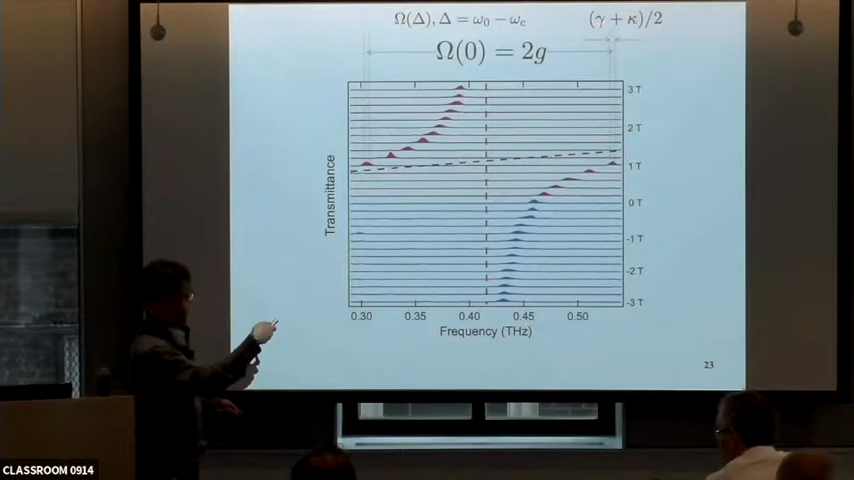 Ω(Δ), Δ = ω₀ − ωc
(γ + κ)/2
Ω(0) = 2g
3 T
2 T
1 T
0 T
-1 T
-2 T
-3 T
Transmittance
0.30 0.35 0.40 0.45 0.50
Frequency (THz)
23
CLASSROOM 0914